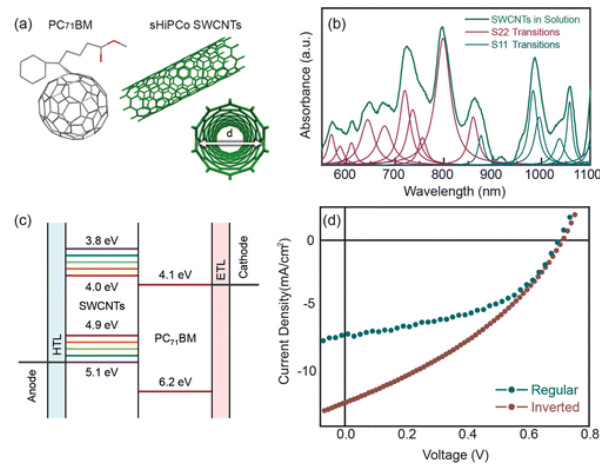 (a)
PC71BM
sHiPCo SWCNTs
d
(b)
SWCNTs in Solution
S22 Transitions
S11 Transitions
Absorbance (a.u.)
600
700
800
900
1000
1100
Wavelength (nm)
(c)
3.8 eV
4.0 eV
SWCNTs
4.9 eV
5.1 eV
4.1 eV
PC71BM
6.2 eV
Anode
HTL
ETL
Cathode
(d)
0
-5
-10
Current Density(mA/cm²)
Regular
Inverted
0.0
0.2
0.4
0.6
0.8
Voltage (V)